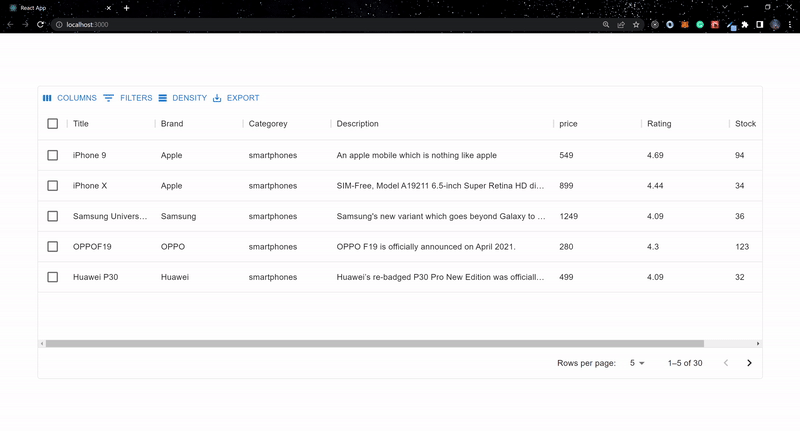 React App
localhost:3000
COLUMNS FILTERS DENSITY EXPORT
Title Brand Categorey Description price Rating Stock
iPhone 9 Apple smartphones An apple mobile which is nothing like apple 549 4.69 94
iPhone X Apple smartphones SIM-Free, Model A19211 6.5-inch Super Retina HD di... 899 4.44 34
Samsung Univers... Samsung smartphones Samsung's new variant which goes beyond Galaxy to ... 1249 4.09 36
OPPOF19 OPPO smartphones OPPO F19 is officially announced on April 2021. 280 4.3 123
Huawei P30 Huawei smartphones Huawei's re-badged P30 Pro New Edition was officiall... 499 4.09 32
Rows per page: 5 1–5 of 30